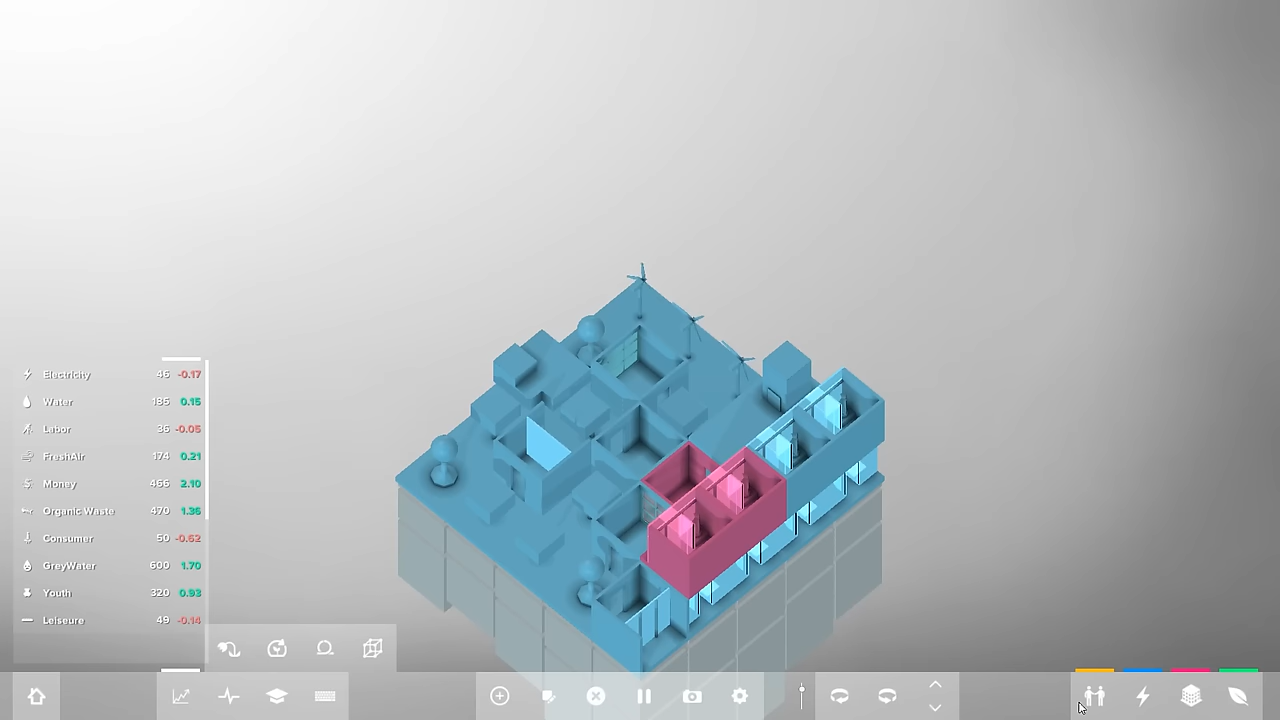 Electricity 46 -0.17
Water 185 0.15
Labor 36 -0.05
FreshAir 174 0.21
Money 466 2.10
Organic Waste 470 1.36
Consumer 50 -0.62
GreyWater 600 1.70
Youth 320 0.93
Leiseure 49 -0.14